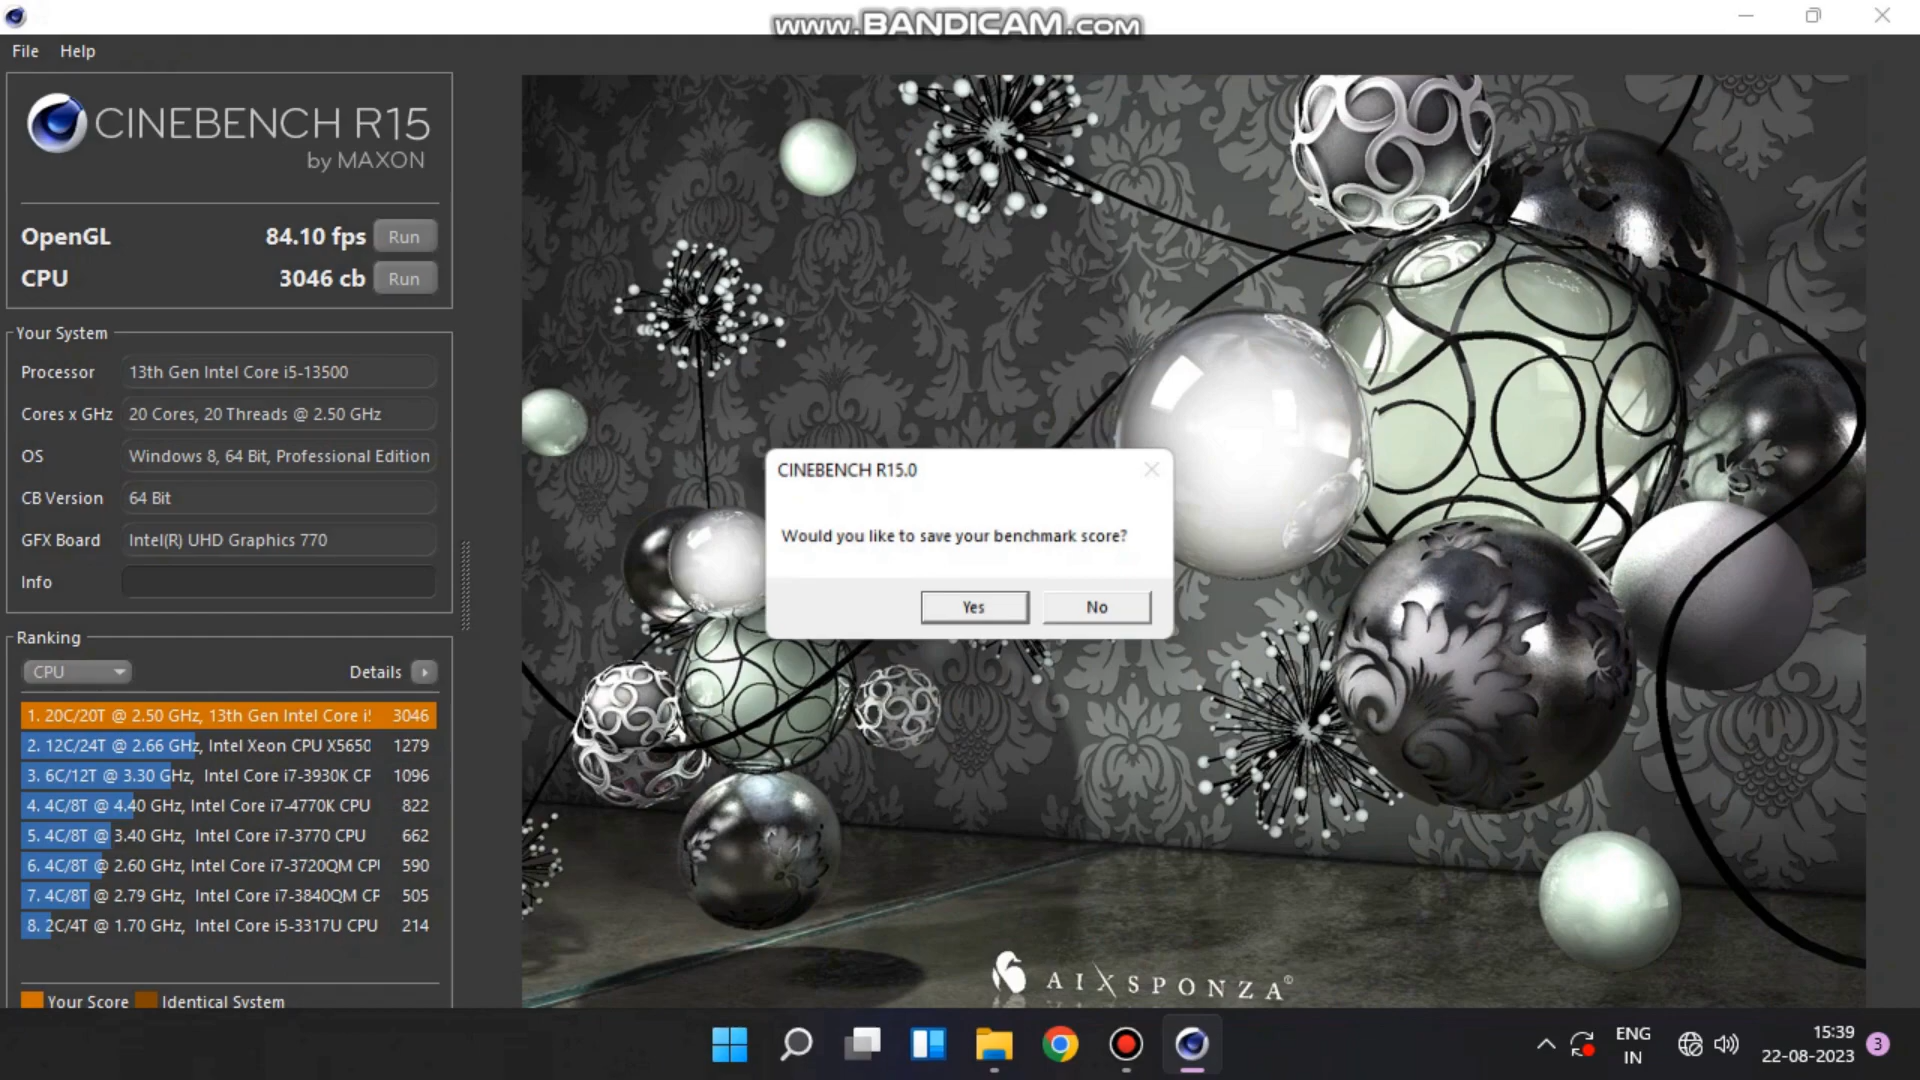 www.BANDICAM.com
File Help
CINEBENCH R15
by MAXON
OpenGL 84.10 fps Run
CPU 3046 cb Run
Your System
Processor 13th Gen Intel Core i5-13500
Cores x GHz 20 Cores, 20 Threads @ 2.50 GHz
OS Windows 8, 64 Bit, Professional Edition
CB Version 64 Bit
GFX Board Intel(R) UHD Graphics 770
Info
Ranking
CPU Details
1. 20C/20T @ 2.50 GHz, 13th Gen Intel Core i5 3046
2. 12C/24T @ 2.66 GHz, Intel Xeon CPU X5650 1279
3. 6C/12T @ 3.30 GHz, Intel Core i7-3930K CP 1096
4. 4C/8T @ 4.40 GHz, Intel Core i7-4770K CPU 822
5. 4C/8T @ 3.40 GHz, Intel Core i7-3770 CPU 662
6. 4C/8T @ 2.60 GHz, Intel Core i7-3720QM CPU 590
7. 4C/8T @ 2.79 GHz, Intel Core i7-3840QM CP 505
8. 2C/4T @ 1.70 GHz, Intel Core i5-3317U CPU 214
Your Score Identical System
CINEBENCH R15.0
Would you like to save your benchmark score?
Yes No
AIXSPONZA®
ENG
IN
15:39
22-08-2023
3